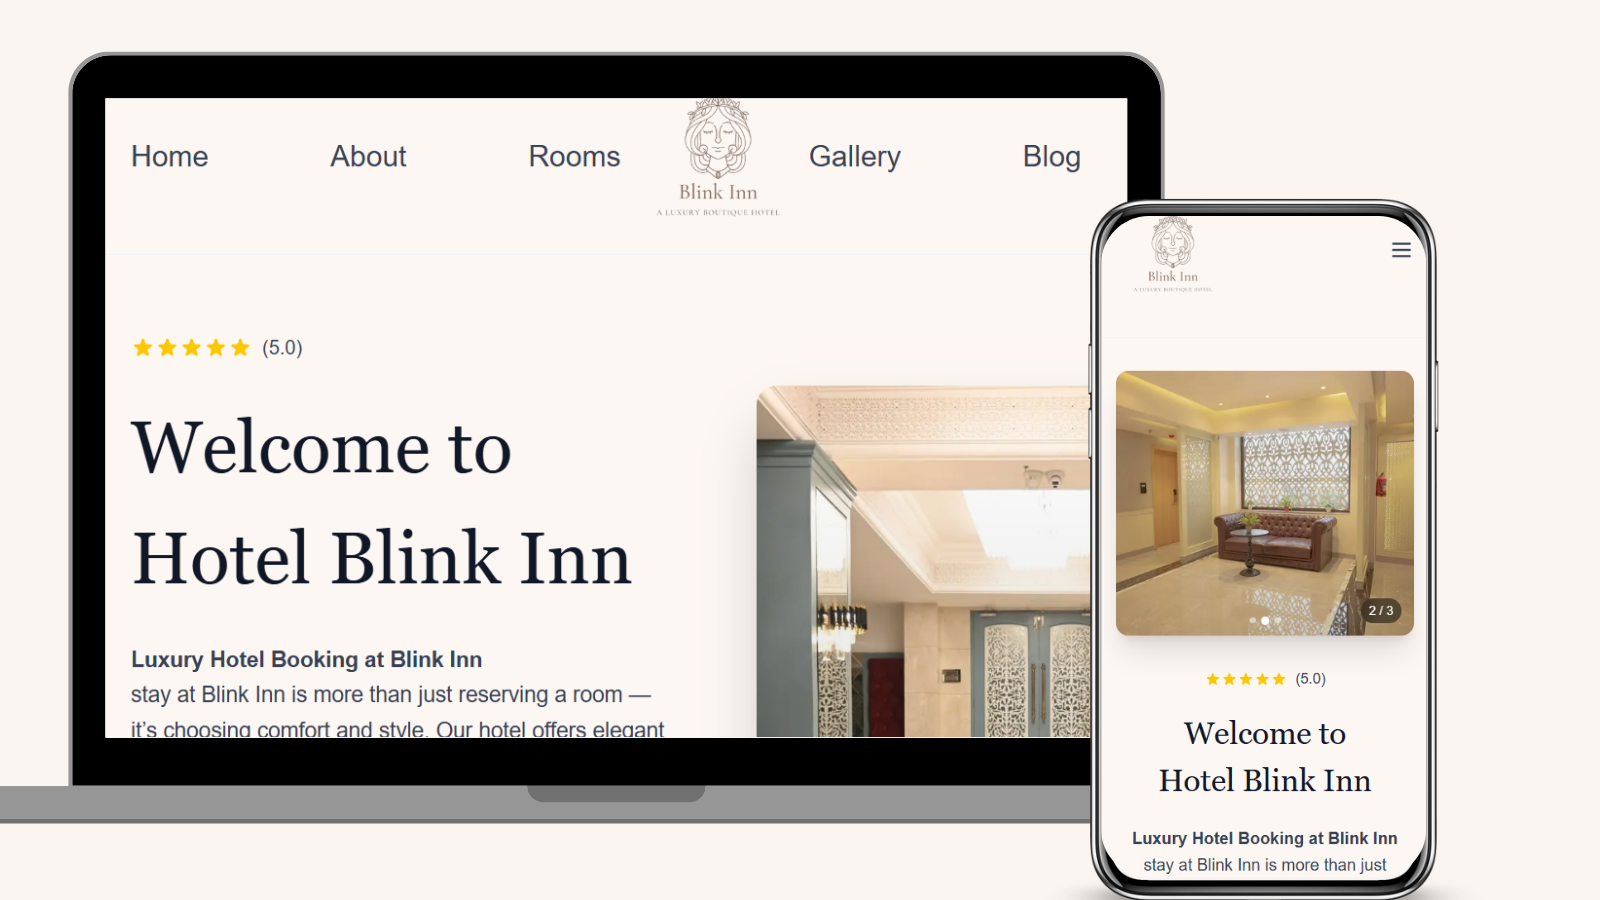 Home About Rooms Gallery Blog
Blink Inn
A LUXURY BOUTIQUE HOTEL
(5.0)
Welcome to
Hotel Blink Inn
Luxury Hotel Booking at Blink Inn
stay at Blink Inn is more than just reserving a room —
it’s choosing comfort and style. Our hotel offers elegant
Blink Inn
A LUXURY BOUTIQUE HOTEL
2 / 3
(5.0)
Welcome to
Hotel Blink Inn
Luxury Hotel Booking at Blink Inn
stay at Blink Inn is more than just